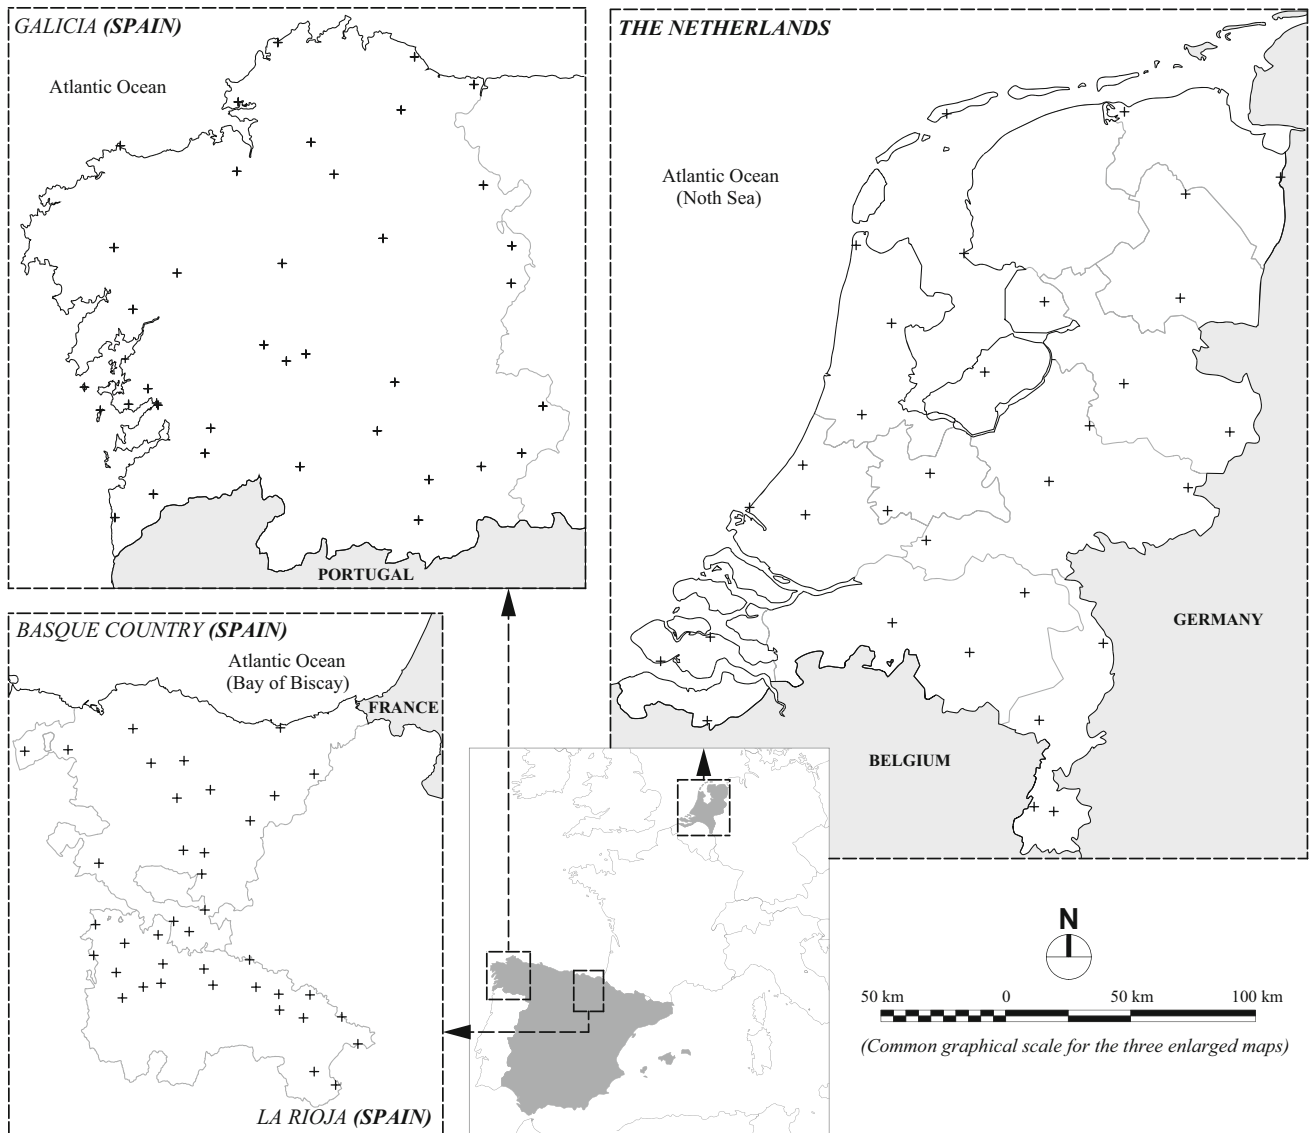 GALICIA (SPAIN)
Atlantic Ocean
PORTUGAL
THE NETHERLANDS
Atlantic Ocean
(Noth Sea)
GERMANY
BELGIUM
BASQUE COUNTRY (SPAIN)
Atlantic Ocean
(Bay of Biscay)
FRANCE
LA RIOJA (SPAIN)
N
50 km 0 50 km 100 km
(Common graphical scale for the three enlarged maps)